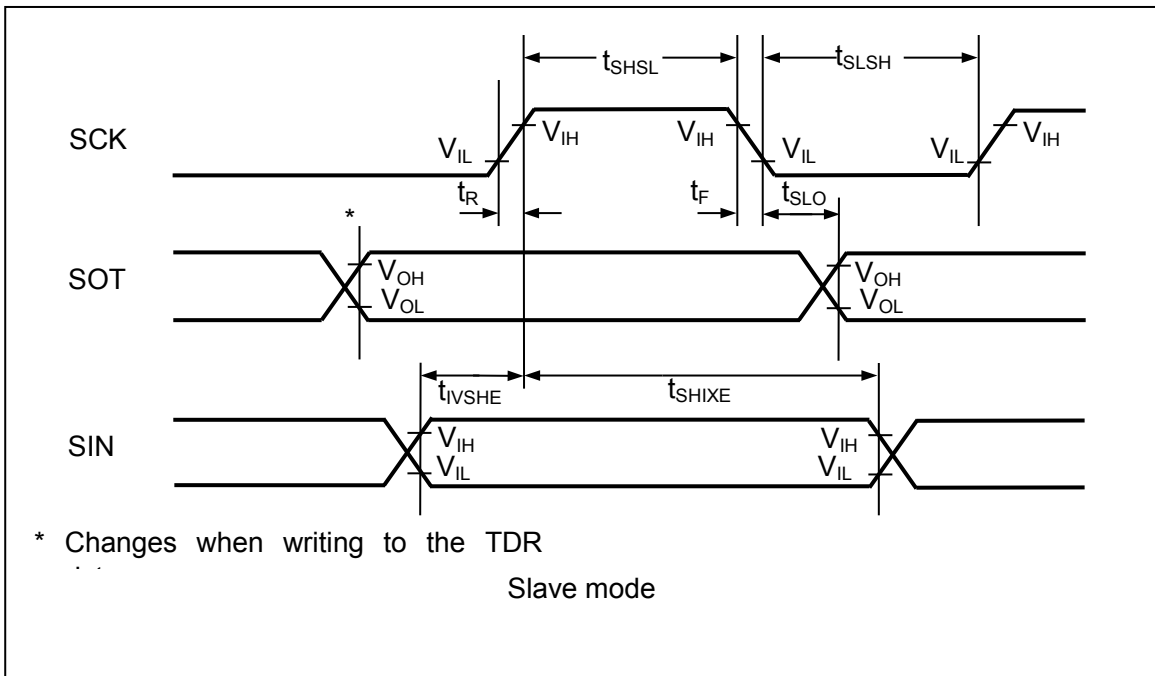 tSHSL
tSLSH
SCK
VIL
VIH
VIH
VIL
VIL
VIH
tR
tF
tSLO
*
SOT
VOH
VOL
VOH
VOL
tIVSHE
tSHIXE
SIN
VIH
VIL
VIH
VIL
* Changes when writing to the TDR
Slave mode